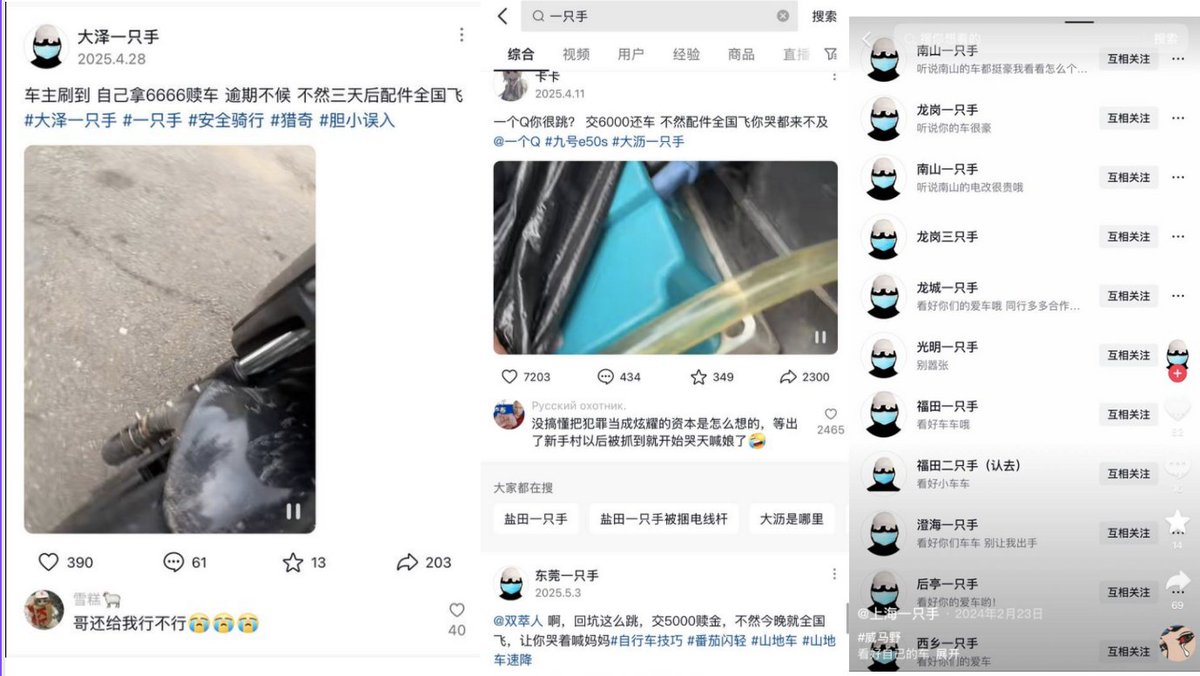 大泽一只手
2025.4.28
车主刷到 自己拿6666赎车 逾期不候 不然三天后配件全国飞
#大泽一只手 #一只手 #安全骑行 #猎奇 #胆小误入
390
61
13
203
雪糕
哥还给我行不行😭😭😭
40
一只手
搜索
综合
视频
用户
经验
商品
直播
卡卡
2025.4.11
一个Q你很跳? 交6000还车 不然配件全国飞你哭都来不及
@一个Q #九号e50s #大沥一只手
7203
434
349
2300
Русский охотник.
没搞懂把犯罪当成炫耀的资本是怎么想的，等出
了新手村以后被抓到就开始哭天喊娘了🤣
2465
大家都在搜
盐田一只手
盐田一只手被捆电线杆
大沥是哪里
东莞一只手
2025.5.3
@双萃人 啊，回坑这么跳，交5000赎金，不然今晚就全国
飞，让你哭着喊妈妈#自行车技巧 #番茄闪轻 #山地车 #山地
车速降
搜你想看的
搜索
南山一只手
听说南山的车都挺豪我看看怎么个...
互相关注
龙岗一只手
听说你的车很豪
互相关注
南山一只手
听说南山的电改很贵哦
互相关注
龙岗三只手
互相关注
龙城一只手
看好你们的爱车哦 同行多多合作...
互相关注
光明一只手
别嚣张
互相关注
福田一只手
看好车车哦
互相关注
福田二只手（认去）
看好小车车
互相关注
澄海一只手
看好你们车车 别让我出手
互相关注
后亭一只手
看好你的爱车哟!
互相关注
@上海一只手 · 2024年2月23日
西乡一只手
看好你们的爱车
互相关注
#威马野
看好自己的车 展开
52
14
69